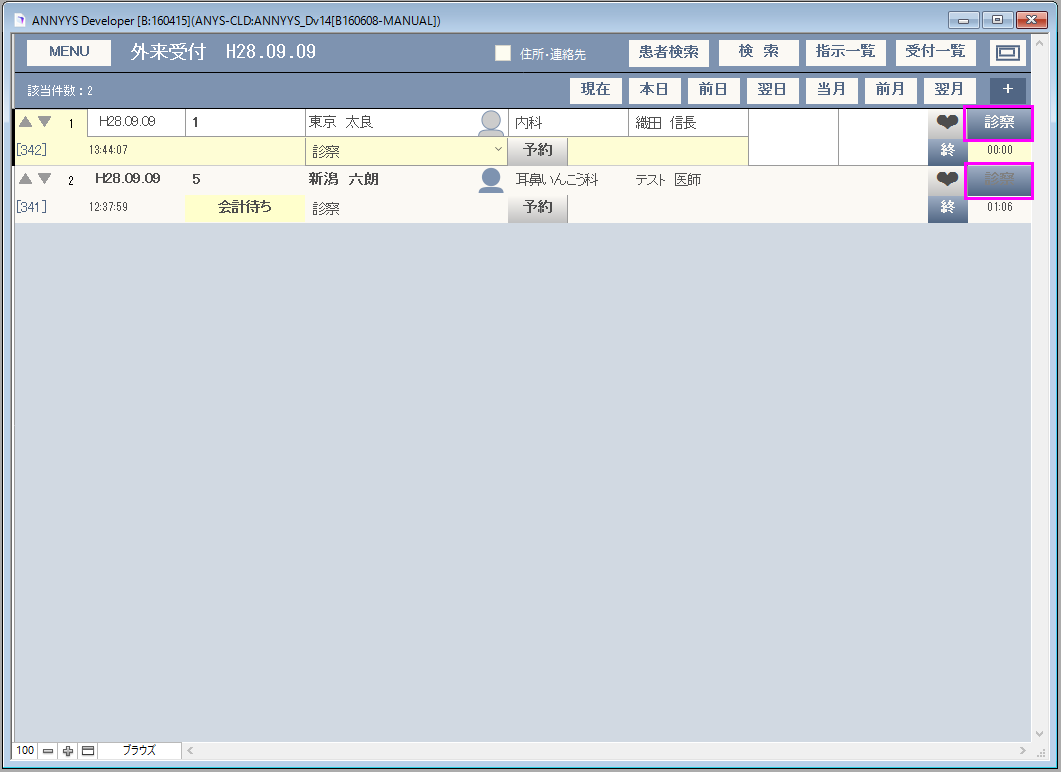 ANNYYS Developer [B:160415](ANYS-CLD:ANNYYS_Dv14[B160608-MANUAL])
MENU 外来受付 H28.09.09 住所・連絡先 患者検索 検 索 指示一覧 受付一覧
該当件数：2 現在 本日 前日 翌日 当月 前月 翌月 +
1 H28.09.09 1 東京 太良 内科 織田 信長 診察
[342] 13:44:07 診察 予約 終 00:00
2 H28.09.09 5 新潟 六朗 耳鼻いんこう科 テスト 医師 診察
[341] 12:37:59 会計待ち 診察 予約 終 01:06
100 ブラウズ